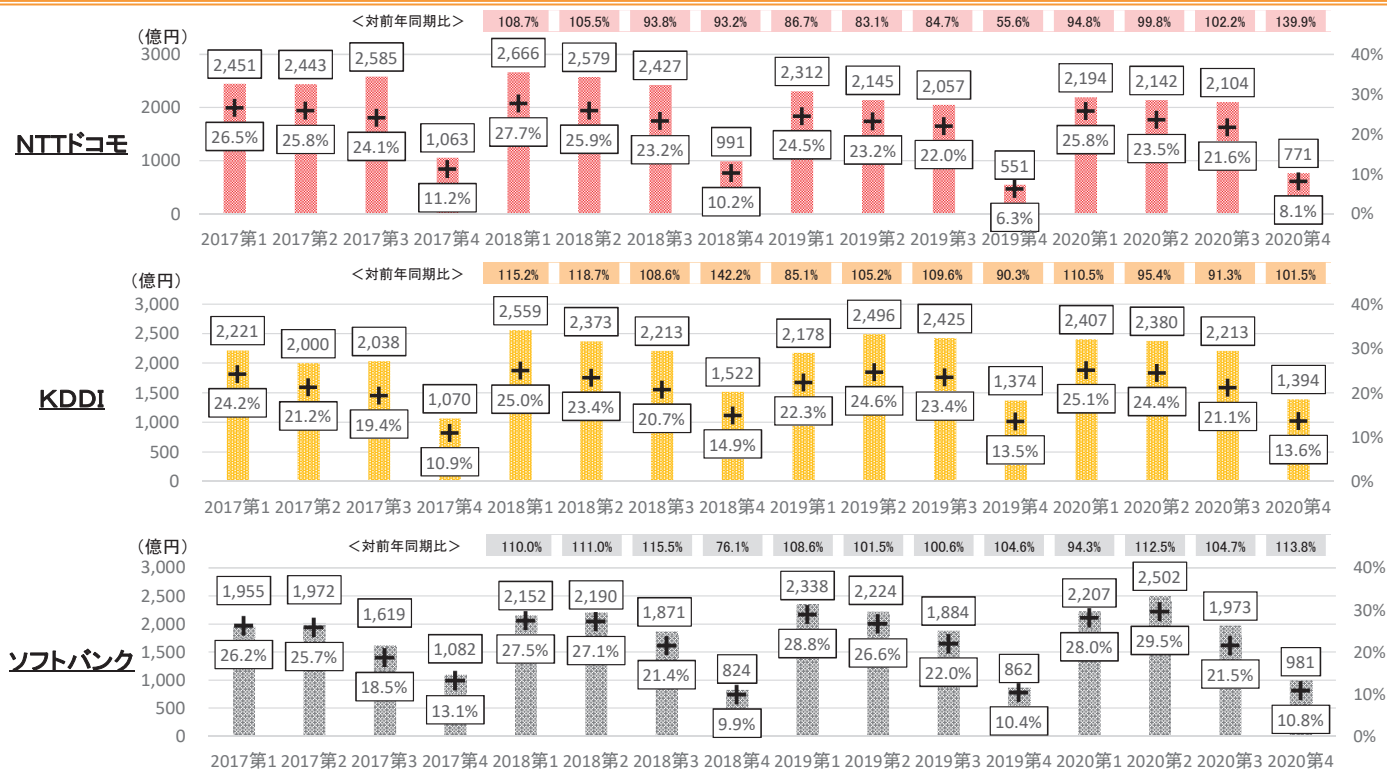 ＜対前年同期比＞ 108.7% 105.5% 93.8% 93.2% 86.7% 83.1% 84.7% 55.6% 94.8% 99.8% 102.2% 139.9%
(億円)
NTTドコモ
3000 40%
2000 30%
1000 20%
0 10%
0%
2,451 2,443 2,585 1,063 2,666 2,579 2,427 991 2,312 2,145 2,057 551 2,194 2,142 2,104 771
26.5% 25.8% 24.1% 11.2% 27.7% 25.9% 23.2% 10.2% 24.5% 23.2% 22.0% 6.3% 25.8% 23.5% 21.6% 8.1%
2017第1 2017第2 2017第3 2017第4 2018第1 2018第2 2018第3 2018第4 2019第1 2019第2 2019第3 2019第4 2020第1 2020第2 2020第3 2020第4
＜対前年同期比＞ 115.2% 118.7% 108.6% 142.2% 85.1% 105.2% 109.6% 90.3% 110.5% 95.4% 91.3% 101.5%
(億円)
KDDI
3,000 40%
2,500
2,000 30%
1,500 20%
1,000
500 10%
0 0%
2,221 2,000 2,038 1,070 2,559 2,373 2,213 1,522 2,178 2,496 2,425 1,374 2,407 2,380 2,213 1,394
24.2% 21.2% 19.4% 10.9% 25.0% 23.4% 20.7% 14.9% 22.3% 24.6% 23.4% 13.5% 25.1% 24.4% 21.1% 13.6%
2017第1 2017第2 2017第3 2017第4 2018第1 2018第2 2018第3 2018第4 2019第1 2019第2 2019第3 2019第4 2020第1 2020第2 2020第3 2020第4
＜対前年同期比＞ 110.0% 111.0% 115.5% 76.1% 108.6% 101.5% 100.6% 104.6% 94.3% 112.5% 104.7% 113.8%
(億円)
ソフトバンク
3,000 40%
2,500
2,000 30%
1,500 20%
1,000
500 10%
0 0%
1,955 1,972 1,619 1,082 2,152 2,190 1,871 824 2,338 2,224 1,884 862 2,207 2,502 1,973 981
26.2% 25.7% 18.5% 13.1% 27.5% 27.1% 21.4% 9.9% 28.8% 26.6% 22.0% 10.4% 28.0% 29.5% 21.5% 10.8%
2017第1 2017第2 2017第3 2017第4 2018第1 2018第2 2018第3 2018第4 2019第1 2019第2 2019第3 2019第4 2020第1 2020第2 2020第3 2020第4